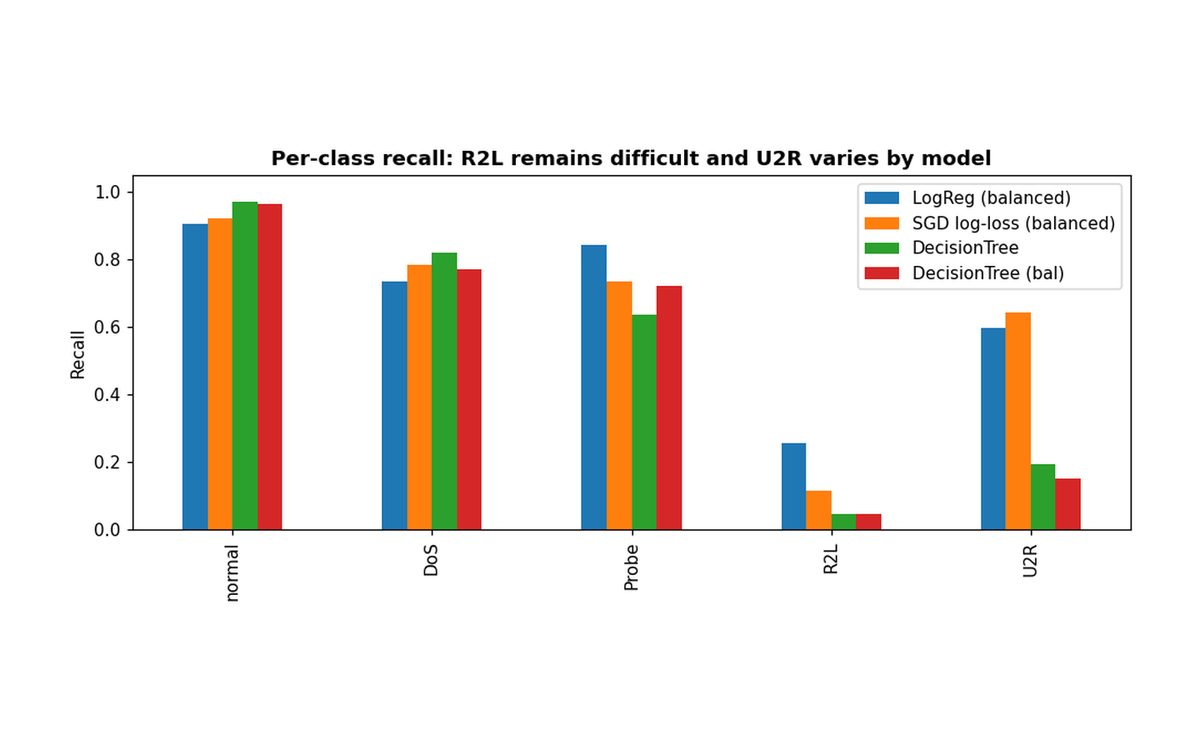 Per-class recall: R2L remains difficult and U2R varies by model
LogReg (balanced)
SGD log-loss (balanced)
DecisionTree
DecisionTree (bal)
Recall
1.0
0.8
0.6
0.4
0.2
0.0
normal
DoS
Probe
R2L
U2R